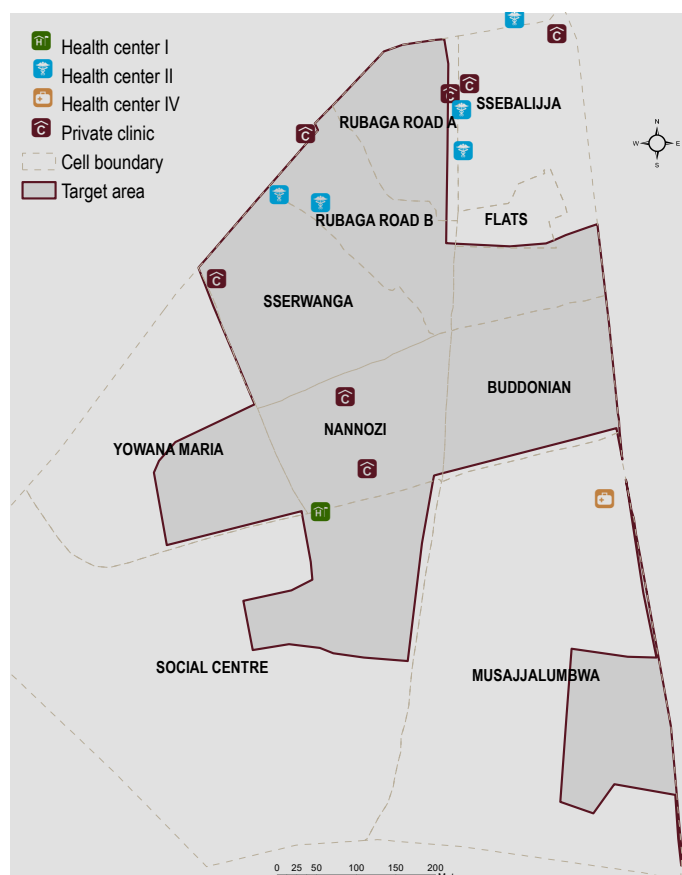 Health center I
Health center II
Health center IV
Private clinic
Cell boundary
Target area
SSEBALIJJA
RUBAGA ROAD A
N
W
E
S
RUBAGA ROAD B
FLATS
SSERWANGA
BUDDONIAN
NANNOZI
YOWANA MARIA
SOCIAL CENTRE
MUSAJJALUMBWA
0 25 50 100 150 200